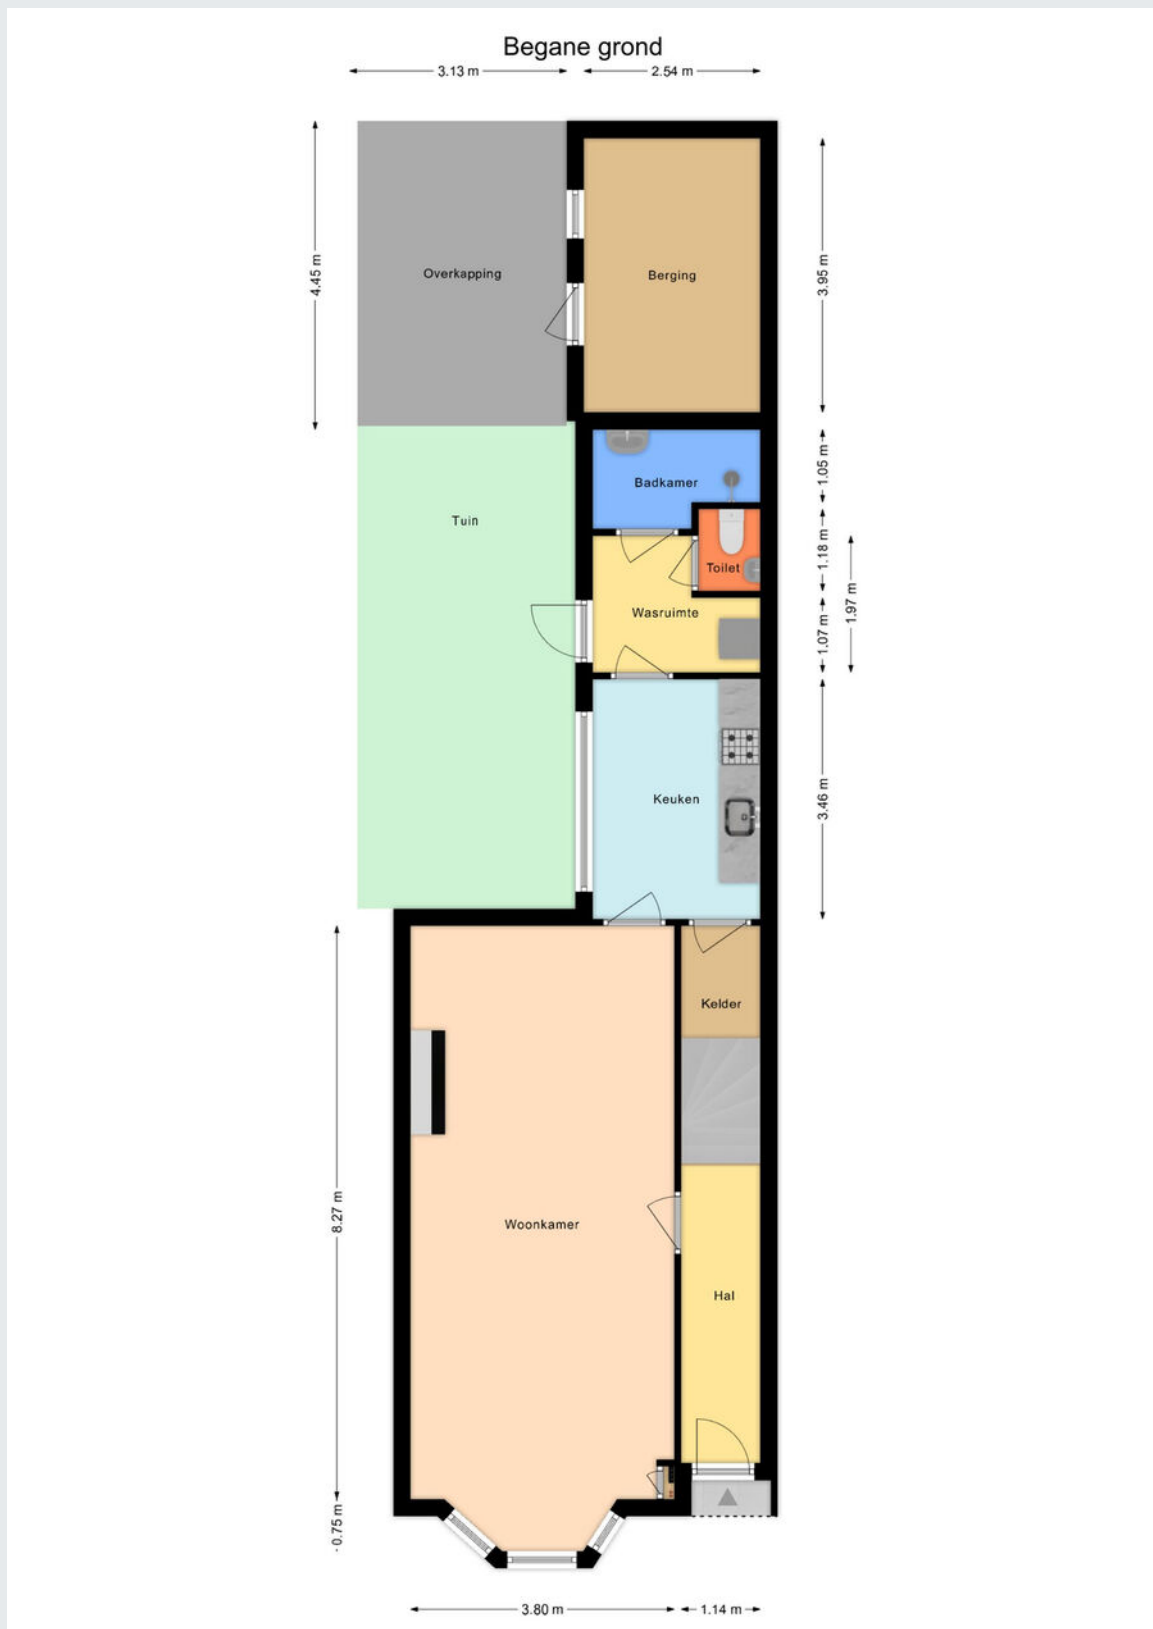 Begane grond
3.13 m
2.54 m
4.45 m
Overkapping
Berging
3.95 m
Badkamer
1.05 m
Tuin
Toilet
1.18 m
Wasruimte
1.97 m
1.07 m
Keuken
3.46 m
Kelder
8.27 m
Woonkamer
Hal
0.75 m
3.80 m
1.14 m